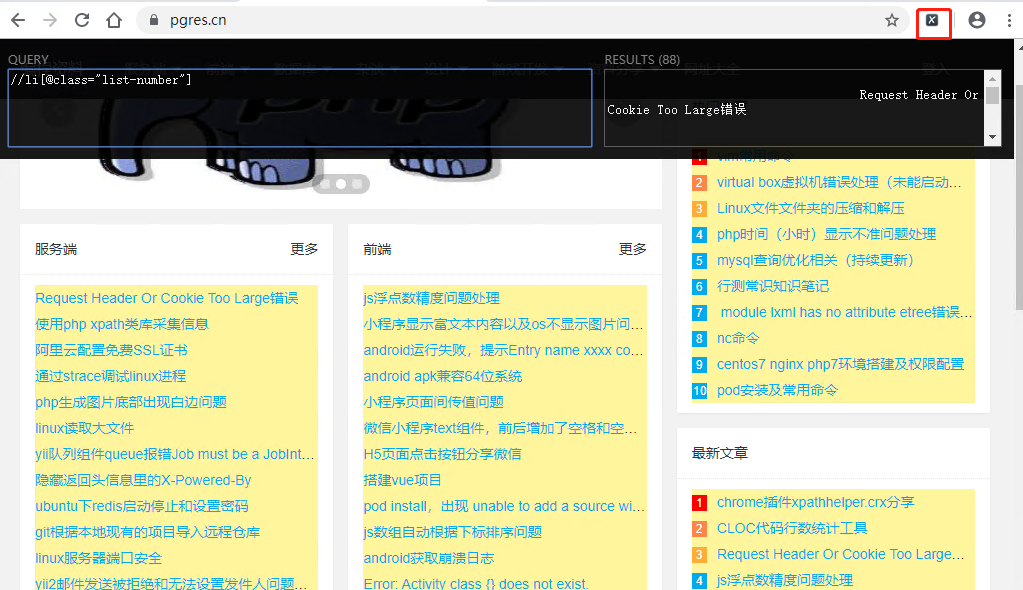 pgres.cn
QUERY
//li[@class="list-number"]
RESULTS (88)
Request Header Or
Cookie Too Large错误
php
服务端 更多
Request Header Or Cookie Too Large错误
使用php xpath类库采集信息
阿里云配置免费SSL证书
通过strace调试linux进程
php生成图片底部出现白边问题
linux读取大文件
yii队列组件queue报错Job must be a JobInt...
隐藏返回头信息里的X-Powered-By
ubuntu下redis启动停止和设置密码
git根据本地现有的项目导入远程仓库
linux服务器端口安全
yii2邮件发送被拒绝和无法设置发件人问题...
前端 更多
js浮点数精度问题处理
小程序显示富文本内容以及os不显示图片问...
android运行失败，提示Entry name xxxx co...
android apk兼容64位系统
小程序页面间传值问题
微信小程序text组件，前后增加了空格和空...
H5页面点击按钮分享微信
搭建vue项目
pod install，出现 unable to add a source wi...
js数组自动根据下标排序问题
android获取崩溃日志
Error: Activity class {} does not exist.
1 vim常用命令
2 virtual box虚拟机错误处理（未能启动...
3 Linux文件文件夹的压缩和解压
4 php时间（小时）显示不准问题处理
5 mysql查询优化相关（持续更新）
6 行测常识知识笔记
7 module lxml has no attribute etree错误...
8 nc命令
9 centos7 nginx php7环境搭建及权限配置
10 pod安装及常用命令
最新文章
1 chrome插件xpathhelper.crx分享
2 CLOC代码行数统计工具
3 Request Header Or Cookie Too Large...
4 js浮点数精度问题处理